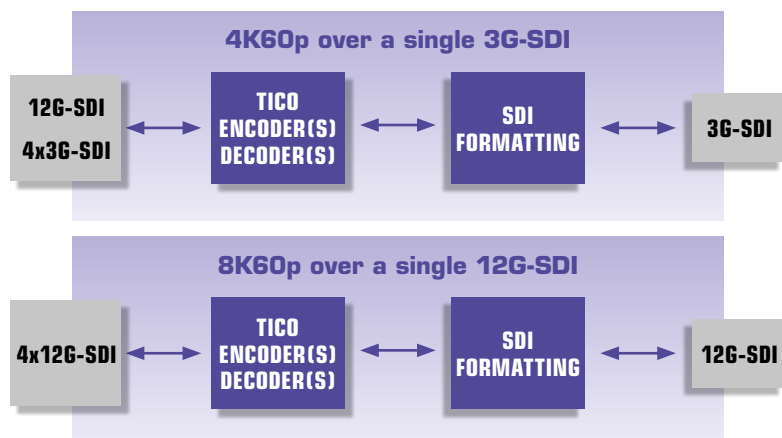 4K60p over a single 3G-SDI
12G-SDI
4x3G-SDI
TICO
ENCODER(S)
DECODER(S)
SDI
FORMATTING
3G-SDI
8K60p over a single 12G-SDI
4x12G-SDI
TICO
ENCODER(S)
DECODER(S)
SDI
FORMATTING
12G-SDI